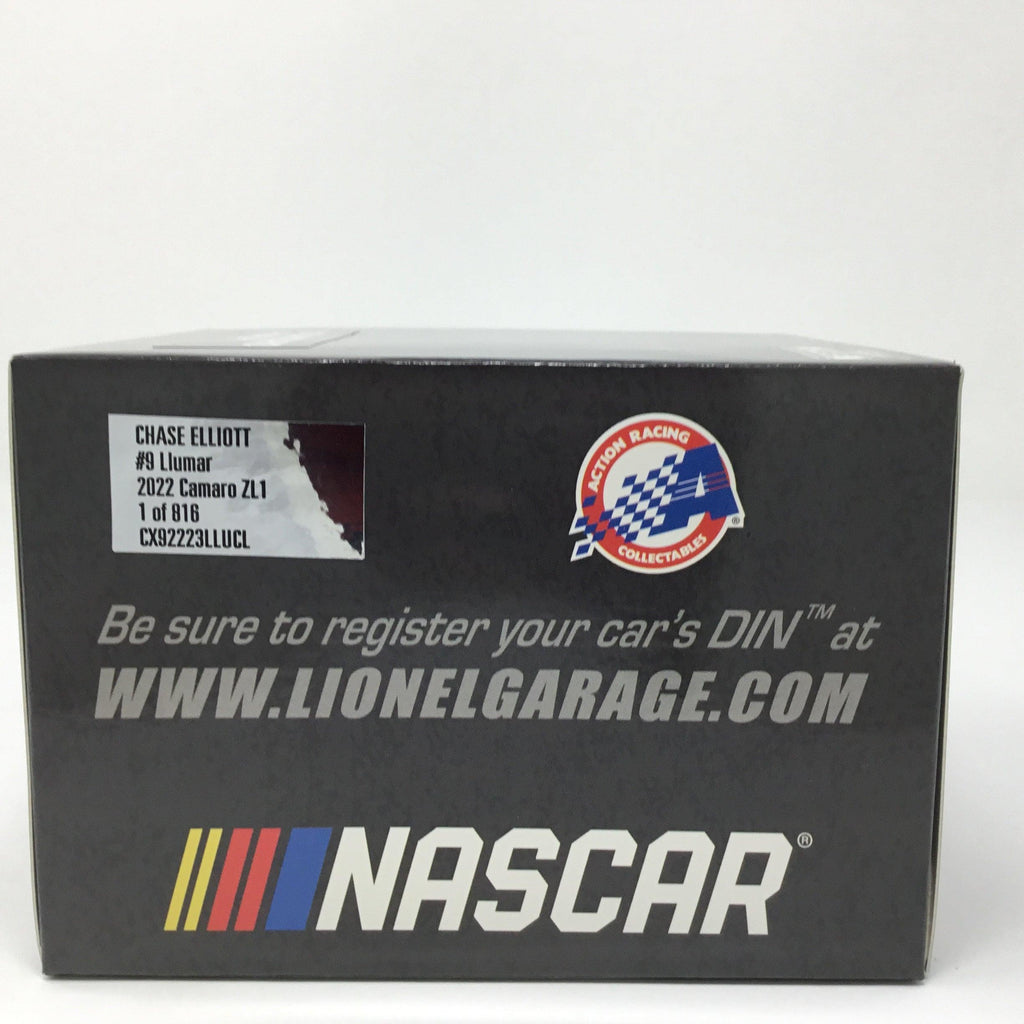 CHASE ELLIOTT
#9 Llumar
2022 Camaro ZL1
1 of 816
CX92223LLUCL
ACTION RACING
A®
COLLECTABLES
Be sure to register your car's DIN™ at
WWW.LIONELGARAGE.COM
NASCAR®